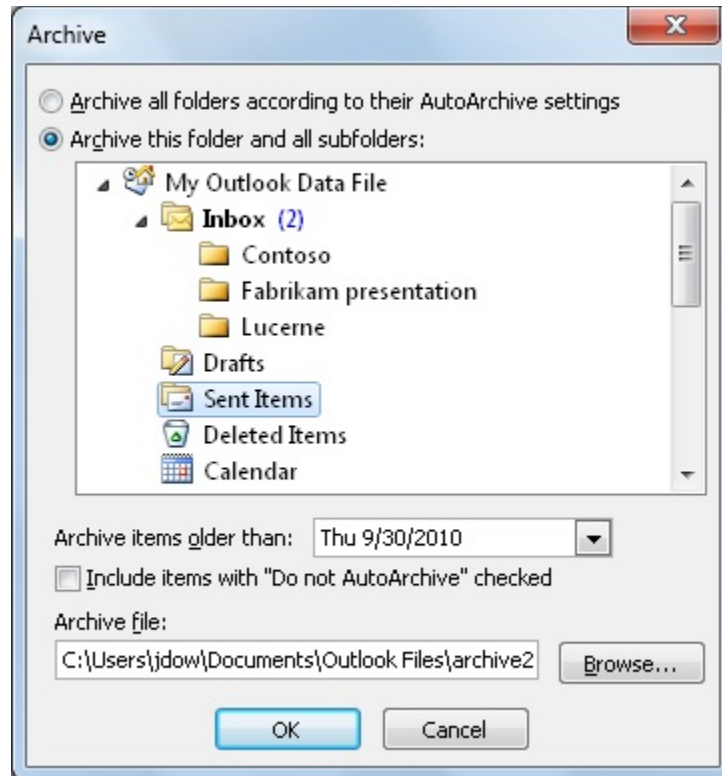 Archive
Archive all folders according to their AutoArchive settings
Archive this folder and all subfolders:
My Outlook Data File
Inbox (2)
Contoso
Fabrikam presentation
Lucerne
Drafts
Sent Items
Deleted Items
Calendar
Archive items older than: Thu 9/30/2010
Include items with "Do not AutoArchive" checked
Archive file:
C:\Users\jdow\Documents\Outlook Files\archive2 Browse...
OK Cancel